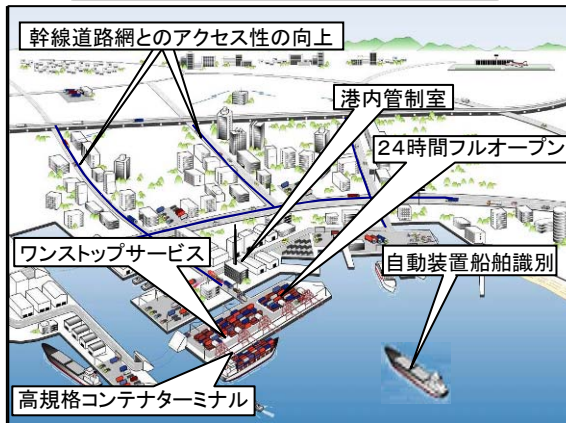 幹線道路網とのアクセス性の向上
港内管制室
24時間フルオープン
ワンストップサービス
自動装置船舶識別
高規格コンテナターミナル